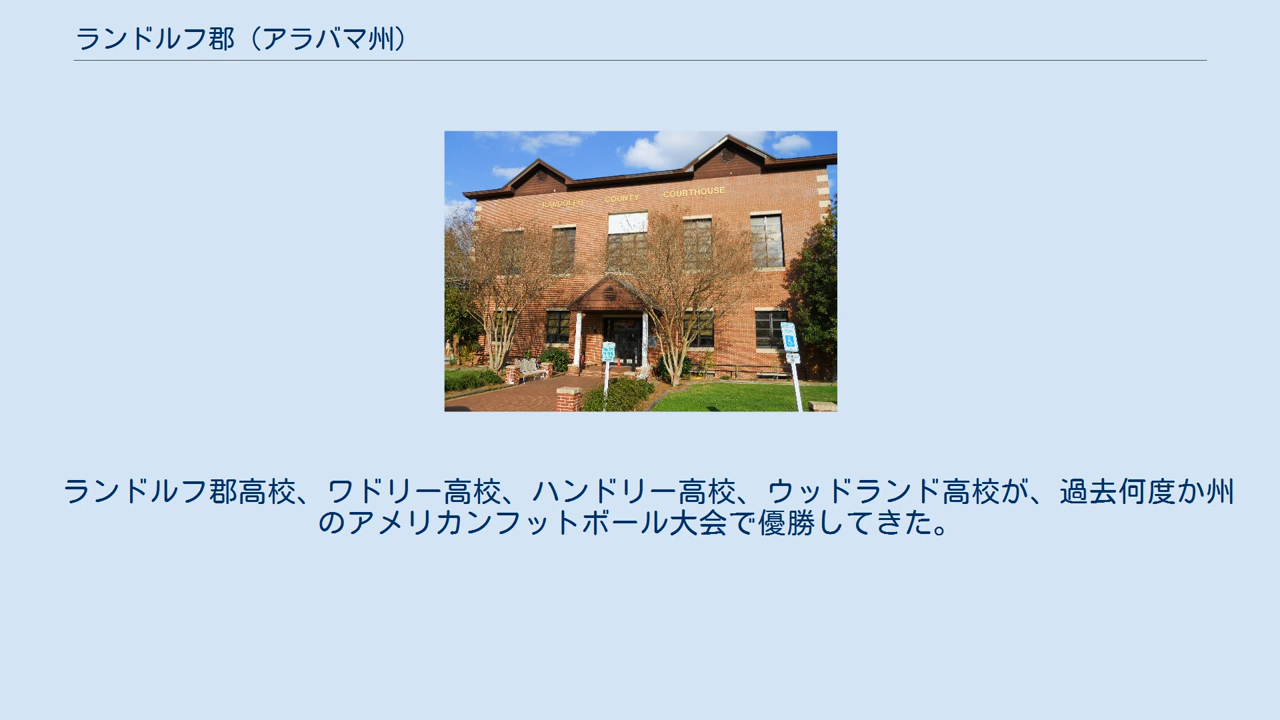 ランドルフ郡（アラバマ州）
RANDOLPH COUNTY COURTHOUSE
ランドルフ郡高校、ワドリー高校、ハンドリー高校、ウッドランド高校が、過去何度か州
のアメリカンフットボール大会で優勝してきた。